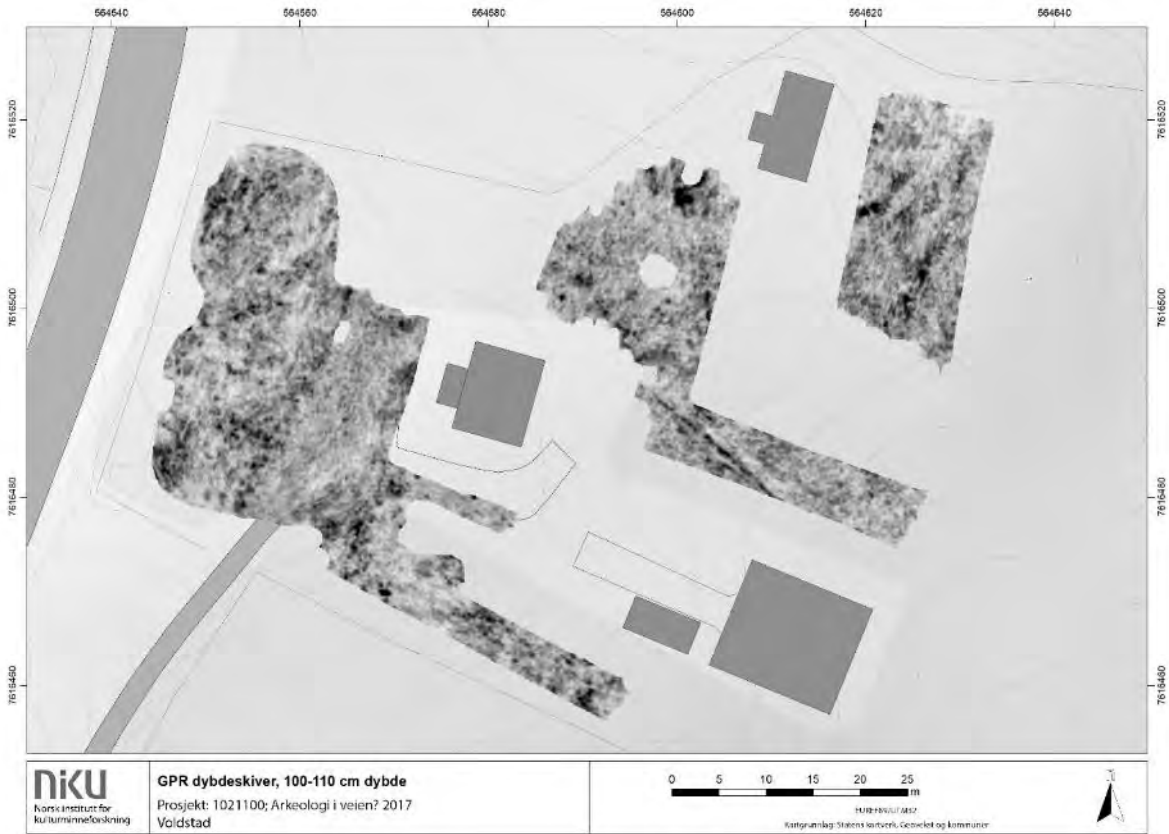 564540 564560 564580 564600 564620 564640
7616520 7616520
7616500 7616500
7616480 7616480
7616460 7616460
NIKU
Norsk institutt for
kulturminneforskning
GPR dybdeskiver, 100-110 cm dybde
Prosjekt: 1021100; Arkeologi i veien? 2017
Voldstad
0 5 10 15 20 25
m
Kartgrunnlag: Statens kartverk, Geovekst og kommuner